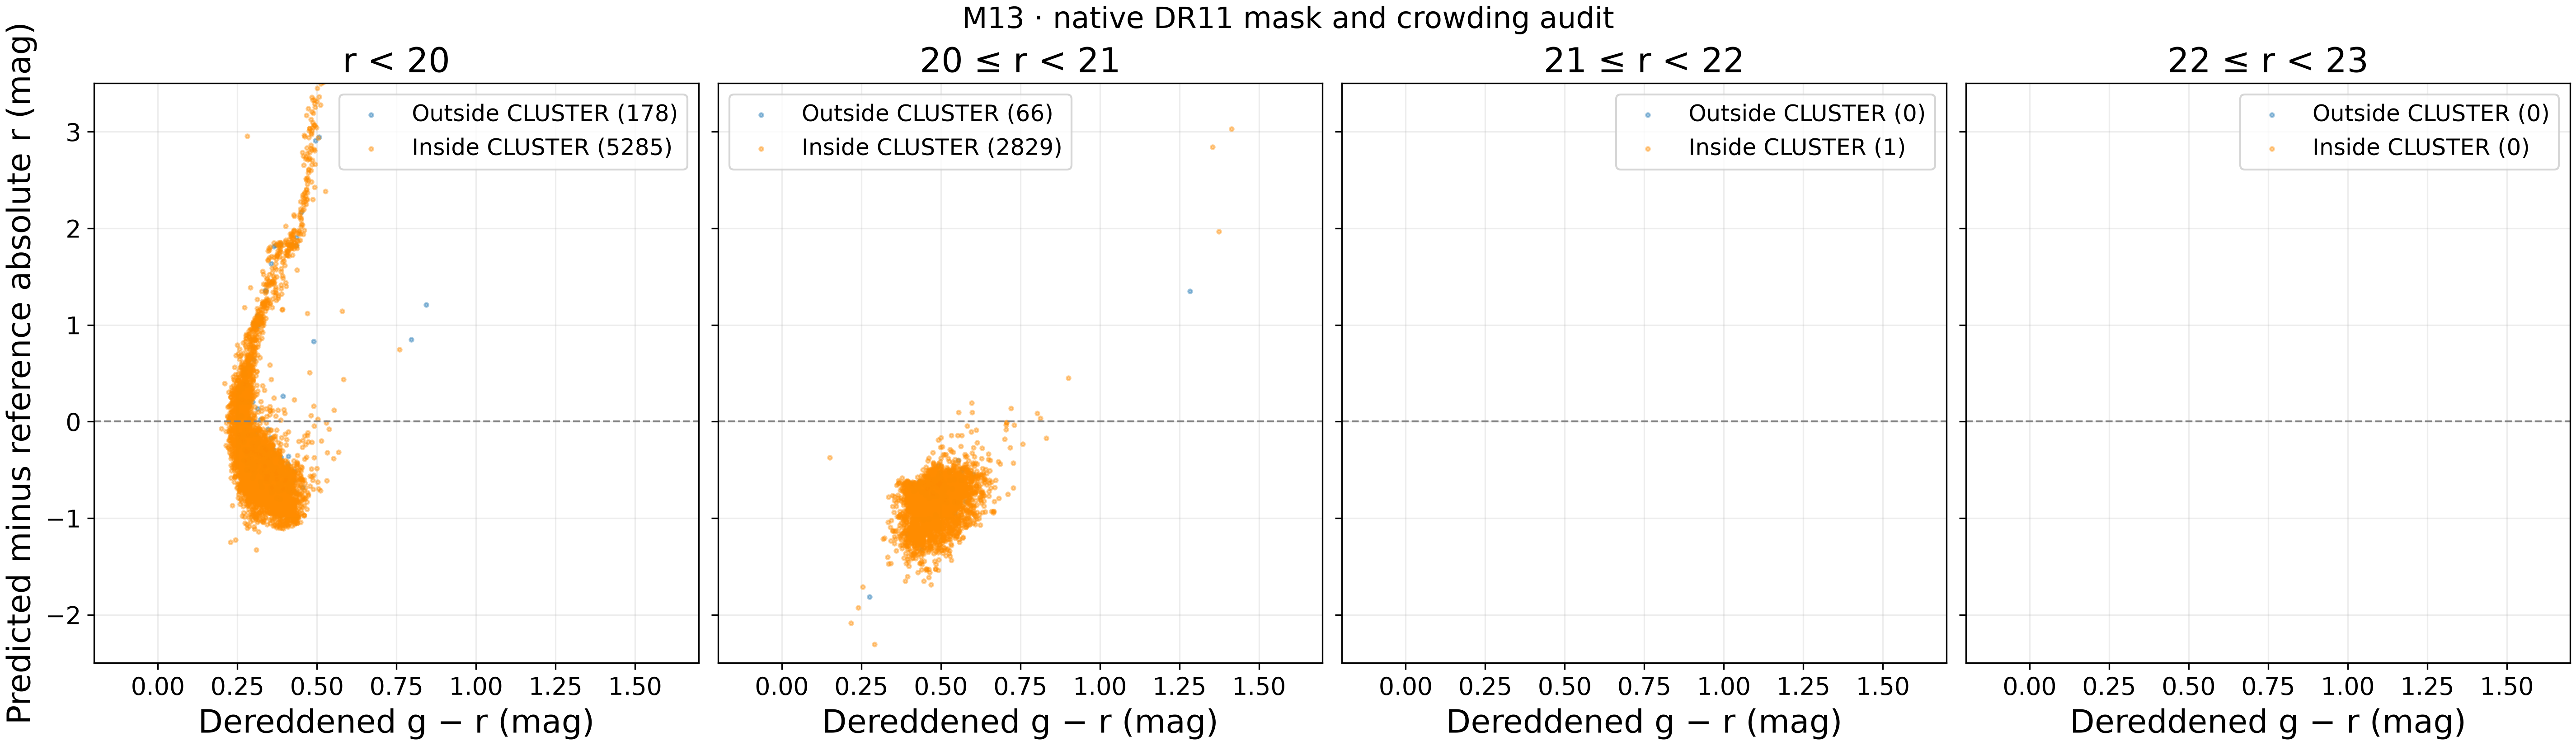 M13 · native DR11 mask and crowding audit
Predicted minus reference absolute r (mag)
r < 20
Outside CLUSTER (178)
Inside CLUSTER (5285)
3
2
1
0
−1
−2
0.00 0.25 0.50 0.75 1.00 1.25 1.50
Dereddened g − r (mag)
20 ≤ r < 21
Outside CLUSTER (66)
Inside CLUSTER (2829)
0.00 0.25 0.50 0.75 1.00 1.25 1.50
Dereddened g − r (mag)
21 ≤ r < 22
Outside CLUSTER (0)
Inside CLUSTER (1)
0.00 0.25 0.50 0.75 1.00 1.25 1.50
Dereddened g − r (mag)
22 ≤ r < 23
Outside CLUSTER (0)
Inside CLUSTER (0)
0.00 0.25 0.50 0.75 1.00 1.25 1.50
Dereddened g − r (mag)